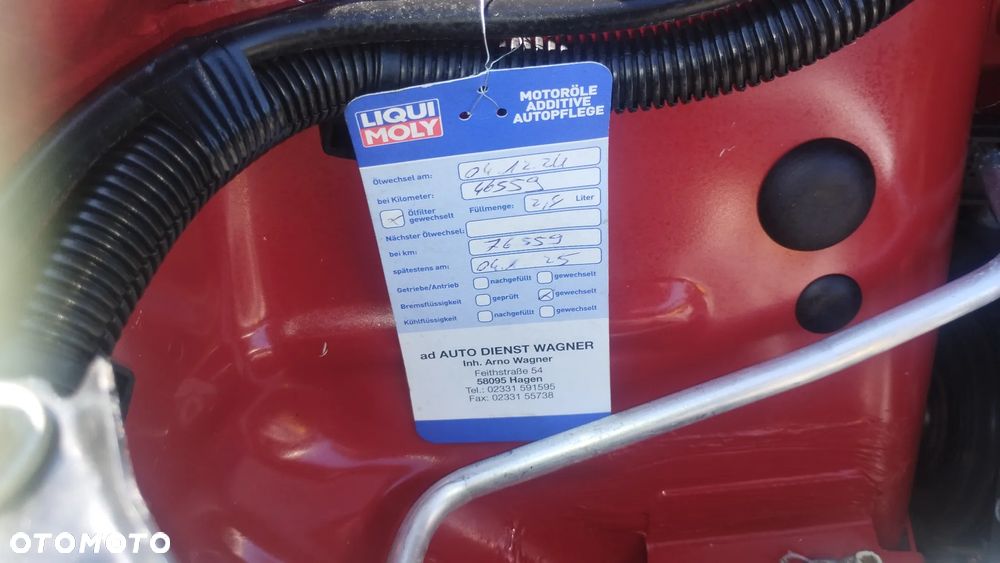 LIQUI
MOLY
MOTORÖLE
ADDITIVE
AUTOPFLEGE
Ölwechsel am: 04.12.24
bei Kilometer: 46559
Ölfilter
gewechselt
Füllmenge: Liter
Nächster Ölwechsel:
bei km: 76559
spätestens am: 25
Getriebe/Antrieb nachgefüllt gewechselt
Bremsflüssigkeit geprüft gewechselt
Kühlflüssigkeit nachgefüllt gewechselt
ad AUTO DIENST WAGNER
Inh. Arno Wagner
Feithstraße 54
58095 Hagen
Tel.: 02331 591595
Fax: 02331 55738
OTOMOTO